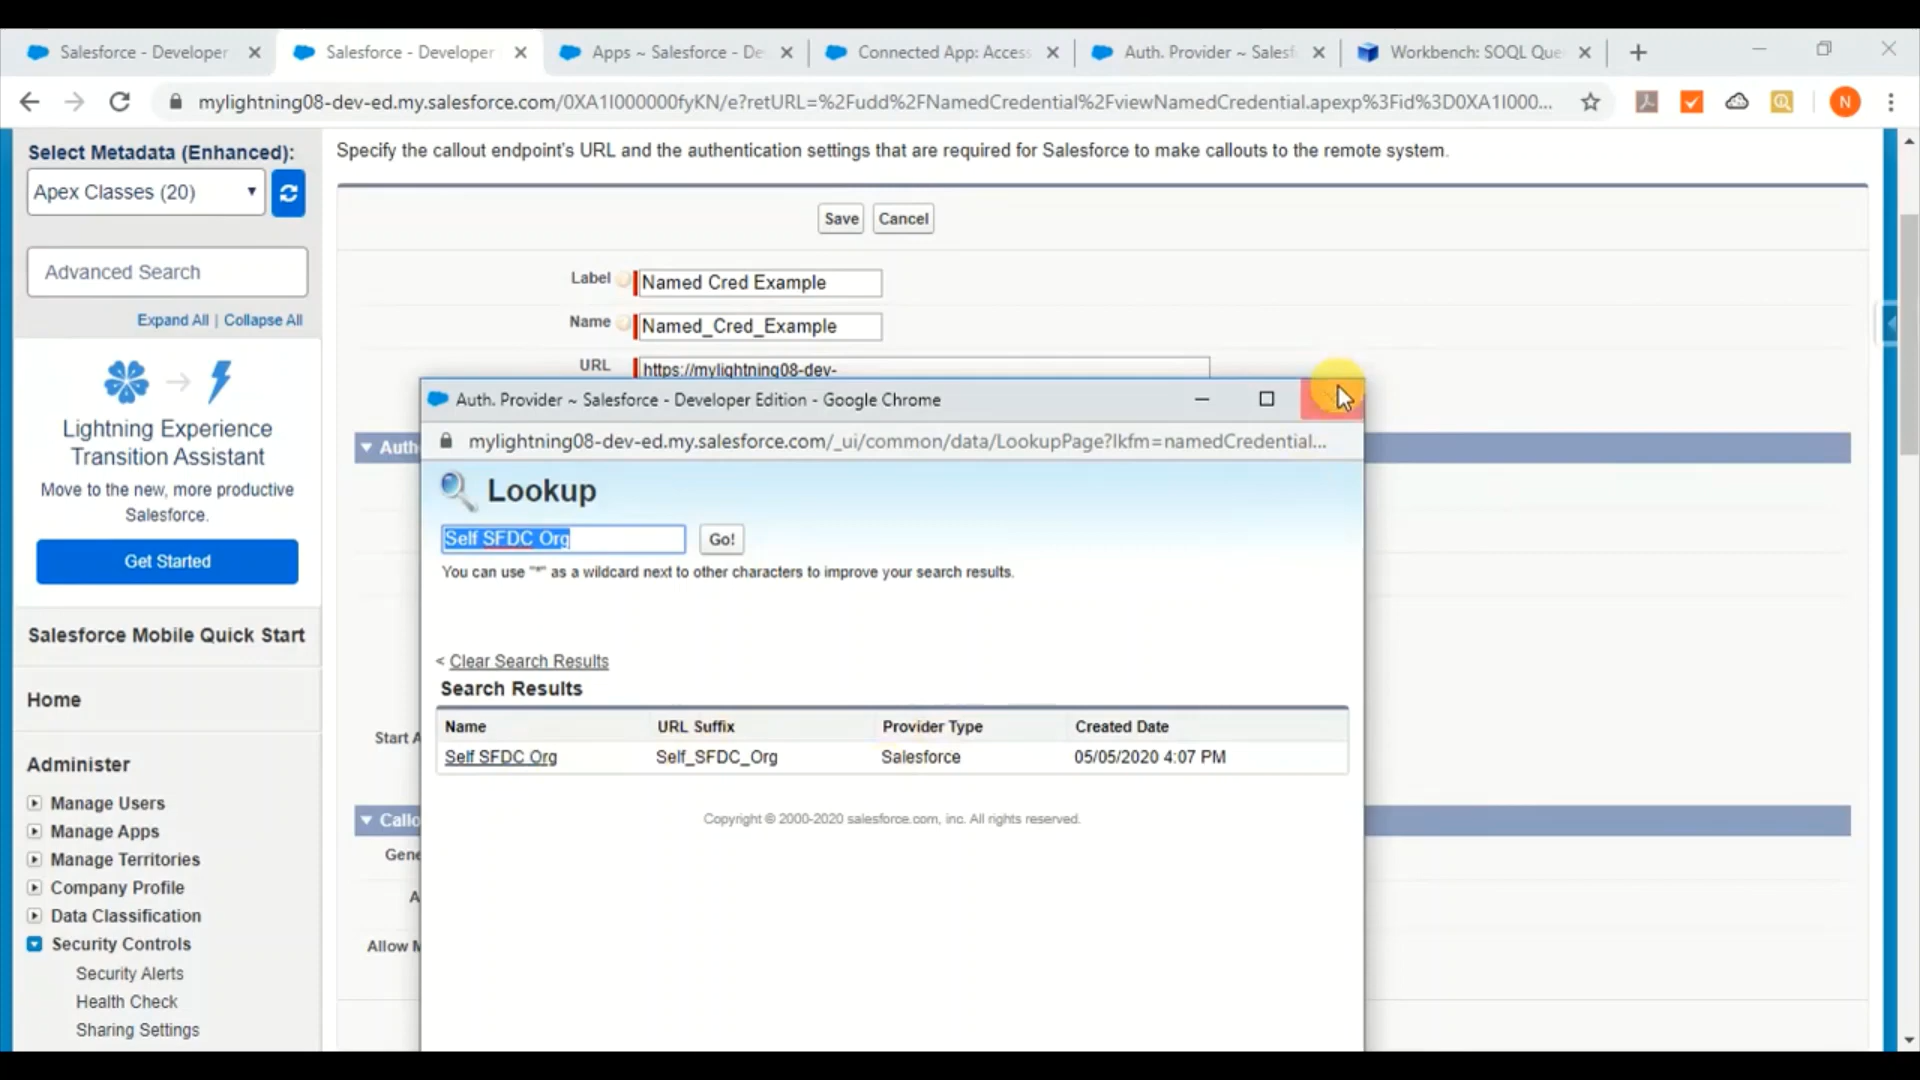 Salesforce - Developer
Salesforce - Developer
Apps ~ Salesforce - De
Connected App: Access
Auth. Provider ~ Salesf
Workbench: SOQL Que
mylightning08-dev-ed.my.salesforce.com/0XA1I000000fyKN/e?retURL=%2Fudd%2FNamedCredential%2FviewNamedCredential.apexp%3Fid%3D0XA1I000...
N
Select Metadata (Enhanced):
Apex Classes (20)
Advanced Search
Expand All | Collapse All
Lightning Experience
Transition Assistant
Move to the new, more productive
Salesforce.
Get Started
Salesforce Mobile Quick Start
Home
Administer
Manage Users
Manage Apps
Manage Territories
Company Profile
Data Classification
Security Controls
Security Alerts
Health Check
Sharing Settings
Specify the callout endpoint's URL and the authentication settings that are required for Salesforce to make callouts to the remote system.
Save Cancel
Label Named Cred Example
Name Named_Cred_Example
URL https://mylightning08-dev-
Auth
Start A
Callo
Gene
A
Allow M
Auth. Provider ~ Salesforce - Developer Edition - Google Chrome
mylightning08-dev-ed.my.salesforce.com/_ui/common/data/LookupPage?lkfm=namedCredential...
Lookup
Self SFDC Org Go!
You can use "*" as a wildcard next to other characters to improve your search results.
< Clear Search Results
Search Results
Name URL Suffix Provider Type Created Date
Self SFDC Org Self_SFDC_Org Salesforce 05/05/2020 4:07 PM
Copyright © 2000-2020 salesforce.com, inc. All rights reserved.